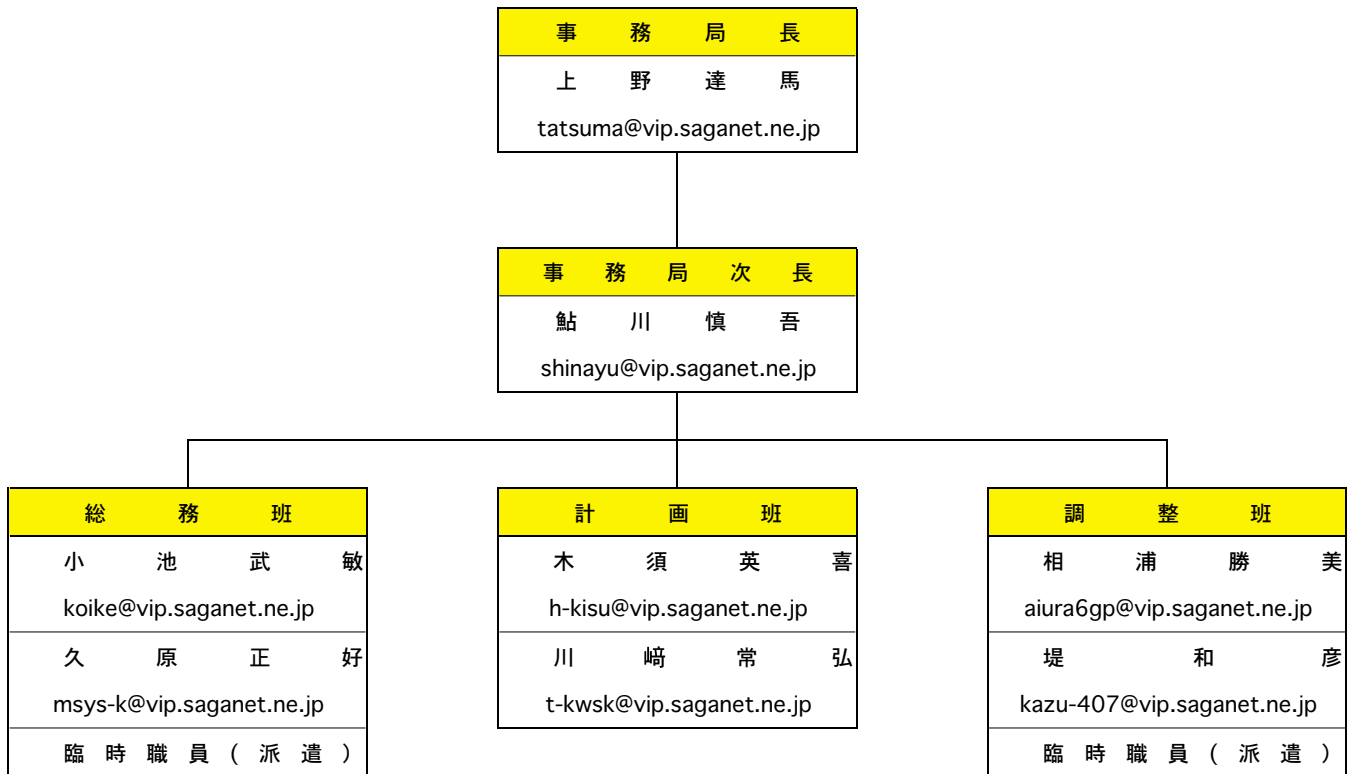 事務局長
上野達馬
tatsuma@vip.saganet.ne.jp
事務局次長
鮎川慎吾
shinayu@vip.saganet.ne.jp
総務班
小池武敏
koike@vip.saganet.ne.jp
久原正好
msys-k@vip.saganet.ne.jp
臨時職員(派遣)
計画班
木須英喜
h-kisu@vip.saganet.ne.jp
川﨑常弘
t-kwsk@vip.saganet.ne.jp
調整班
相浦勝美
aiura6gp@vip.saganet.ne.jp
堤和彦
kazu-407@vip.saganet.ne.jp
臨時職員(派遣)